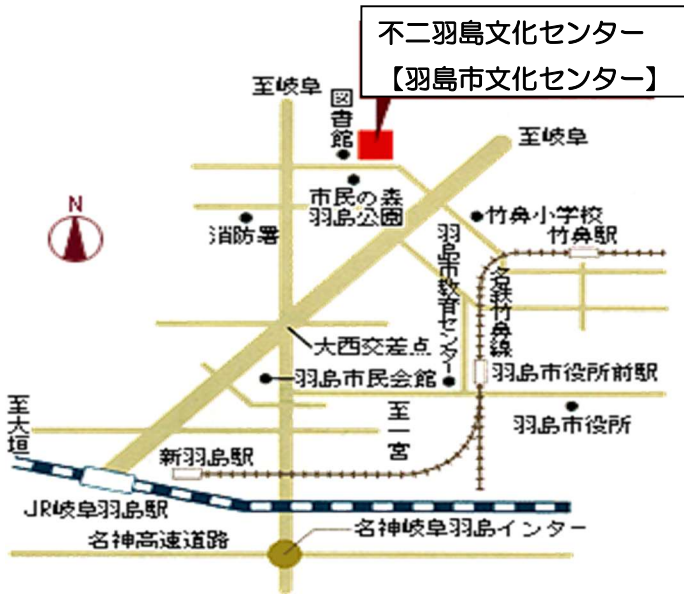 不二羽島文化センター
【羽島市文化センター】
至岐阜
図書館
至岐阜
市民の森
羽島公園
竹鼻小学校
N
消防署
竹鼻駅
羽島市教育センター
名鉄竹鼻線
大西交差点
羽島市民会館
羽島市役所前駅
至大垣
至一宮
羽島市役所
新羽島駅
JR岐阜羽島駅
名神岐阜羽島インター
名神高速道路